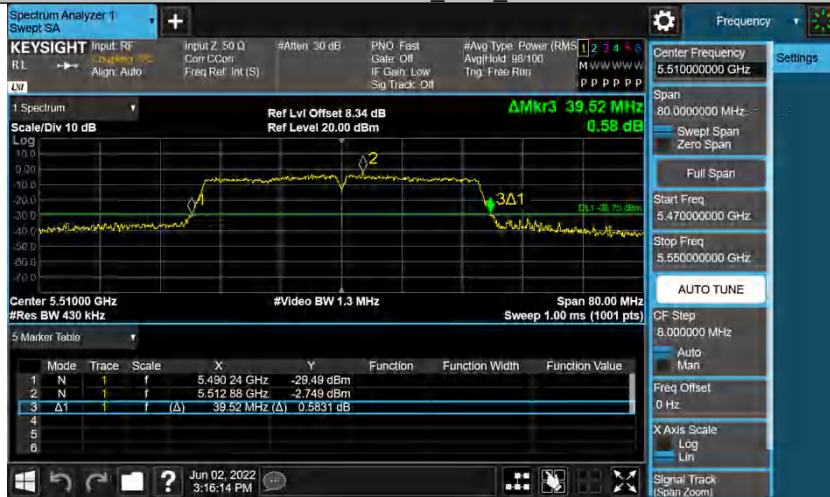 Spectrum Analyzer 1
Swept SA
+
Frequency
KEYSIGHT
RL
Input: RF
Coupling: DC
Align: Auto
Input Z: 50 Ω
Corr CCorr
Freq Ref: Int (S)
#Atten: 30 dB
PNO: Fast
Gate: Off
IF Gain: Low
Sig Track: Off
#Avg Type: Power (RMS
Avg|Hold: 98/100
Trig: Free Run
1 2 3 4 5 6
M W W W W W
P P P P P P
LXI
1 Spectrum
Scale/Div 10 dB
Ref Lvl Offset 8.34 dB
Ref Level 20.00 dBm
ΔMkr3 39.52 MHz
0.58 dB
Log
10.0
0.00
-10.0
-20.0
-30.0
-40.0
-50.0
-60.0
-70.0
1
2
3Δ1
DL1 -28.75 dBm
Center 5.51000 GHz
#Res BW 430 kHz
#Video BW 1.3 MHz
Span 80.00 MHz
Sweep 1.00 ms (1001 pts)
5 Marker Table
Mode Trace Scale X Y Function Function Width Function Value
1 N 1 f 5.490 24 GHz -29.49 dBm
2 N 1 f 5.512 88 GHz -2.749 dBm
3 Δ1 1 f (Δ) 39.52 MHz (Δ) 0.5831 dB
4
5
6
Jun 02, 2022
3:16:14 PM
?
Center Frequency
5.510000000 GHz
Settings
Span
80.0000000 MHz
Swept Span
Zero Span
Full Span
Start Freq
5.470000000 GHz
Stop Freq
5.550000000 GHz
AUTO TUNE
CF Step
8.000000 MHz
Auto
Man
Freq Offset
0 Hz
X Axis Scale
Log
Lin
Signal Track
(Span Zoom)